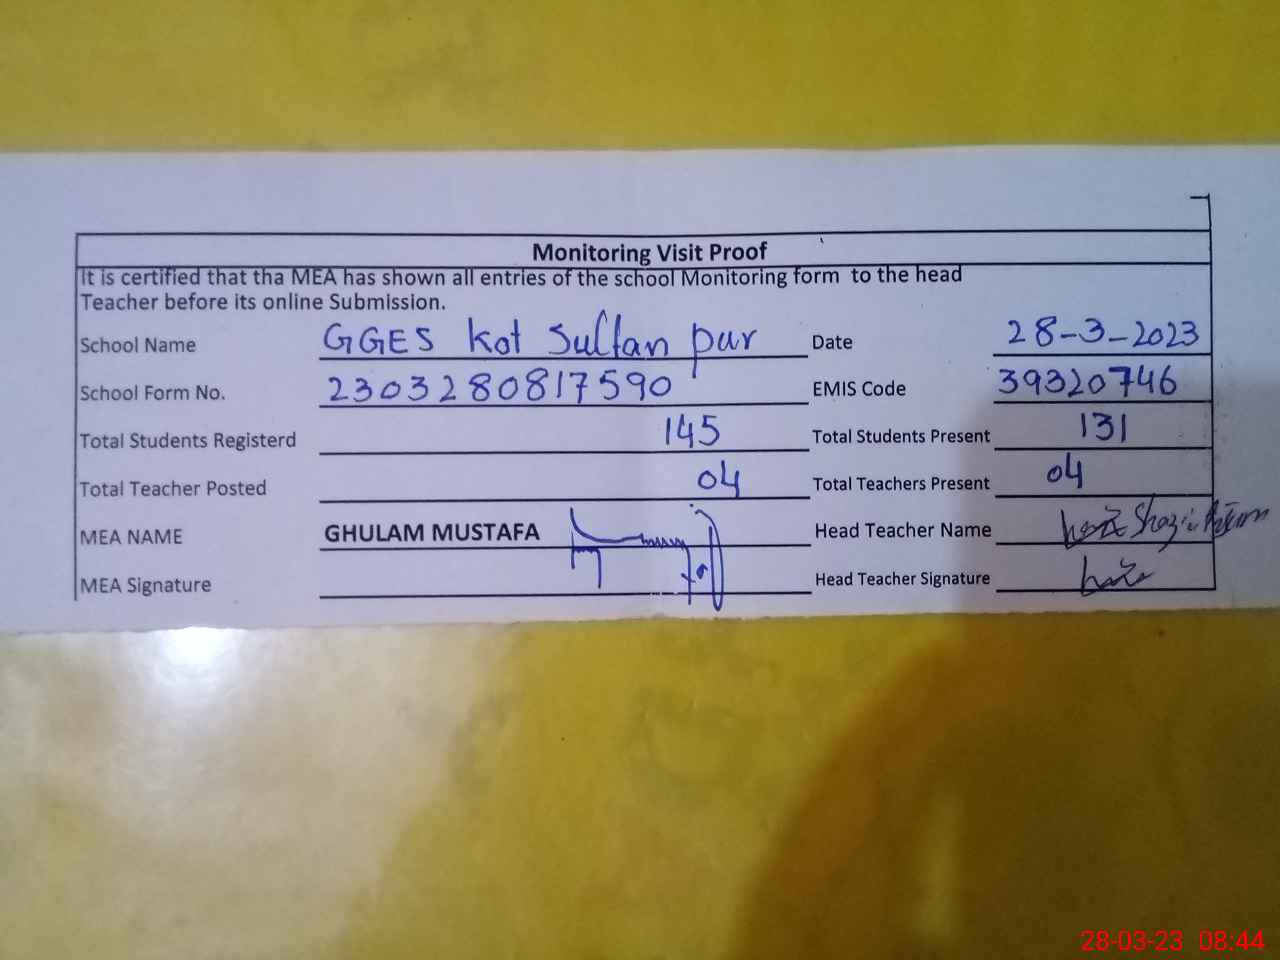 Monitoring Visit Proof
It is certified that tha MEA has shown all entries of the school Monitoring form to the head
Teacher before its online Submission.
School Name GGES Kot Sultan pur Date 28-3-2023
School Form No. 2303280817590 EMIS Code 39320746
Total Students Registerd 145 Total Students Present 131
Total Teacher Posted 04 Total Teachers Present 04
MEA NAME GHULAM MUSTAFA Head Teacher Name
MEA Signature Head Teacher Signature
28-03-23 08:44